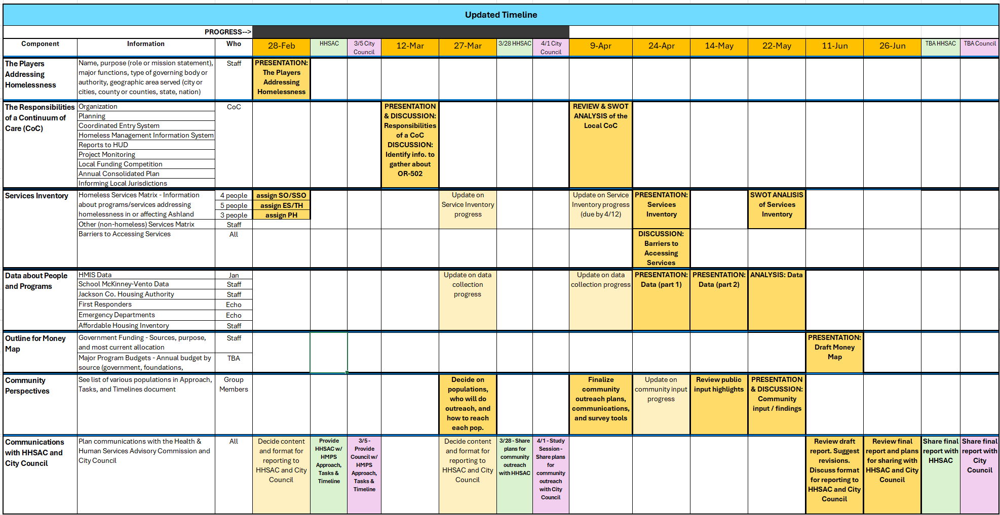 Updated Timeline
PROGRESS-->
Component
Information
Who
28-Feb
HHSAC
3/5 City
Council
12-Mar
27-Mar
3/28 HHSAC
4/1 City
Council
9-Apr
24-Apr
14-May
22-May
11-Jun
26-Jun
TBA HHSAC
TBA Council
The Players
Addressing
Homelessness
Name, purpose (role or mission statement),
major functions, type of governing body or
authority, geographic area served (city or
cities, county or counties, state, nation)
Staff
PRESENTATION:
The Players
Addressing
Homelessness
The Responsibilities
of a Continuum of
Care (CoC)
Organization
Planning
Coordinated Entry System
Homeless Management Information System
Reports to HUD
Project Monitoring
Local Funding Competition
Annual Consolidated Plan
Informing Local Jurisdictions
CoC
PRESENTATION
& DISCUSSION:
Responsibilities
of a CoC
DISCUSSION:
Identify info. to
gather about
OR-502
REVIEW & SWOT
ANALYSIS of the
Local CoC
Services Inventory
Homeless Services Matrix - Information
about programs/services addressing
homelessness in or affecting Ashland
Other (non-homeless) Services Matrix
Barriers to Accessing Services
4 people
5 people
3 people
Staff
All
assign SO/SSO
assign ES/TH
assign PH
Update on
Service Inventory
progress
Update on Service
Inventory progress
(due by 4/12)
PRESENTATION:
Services
Inventory
DISCUSSION:
Barriers to
Accessing
Services
SWOT ANALISIS
of Services
Inventory
Data about People
and Programs
HMIS Data
School McKinney-Vento Data
Jackson Co. Housing Authority
First Responders
Emergency Departments
Affordable Housing Inventory
Jan
Staff
Staff
Echo
Echo
Staff
Update on data
collection
progress
Update on data
collection progress
PRESENTATION:
Data (part 1)
PRESENTATION:
Data (part 2)
ANALYSIS: Data
Outline for Money
Map
Government Funding - Sources, purpose,
and most current allocation
Major Program Budgets - Annual budget by
source (government, foundations,
Staff
TBA
PRESENTATION:
Draft Money
Map
Community
Perspectives
See list of various populations in Approach,
Tasks, and Timelines document
Group
Members
Decide on
populations,
who will do
outreach, and
how to reach
each pop.
Finalize
community
outreach plans,
communications,
and survey tools
Update on
community input
progress
Review public
input highlights
PRESENTATION
& DISCUSSION:
Community
input / findings
Communications
with HHSAC and
City Council
Plan communications with the Health &
Human Services Advisory Commission and
City Council
All
Decide content
and format for
reporting to
HHSAC and City
Council
Provide
HHSAC w/
HMPS
Approach,
Tasks &
Timeline
3/5 -
Provide
Council w/
HMPS
Approach,
Tasks &
Timeline
Decide content
and format for
reporting to
HHSAC and City
Council
3/28 - Share
plans for
community
outreach
with HHSAC
4/1 - Study
Session -
Share plans
for
community
outreach
with City
Council
Review draft
report. Suggest
revisions.
Discuss format
for reporting to
HHSAC and City
Council
Review final
report and plans
for sharing with
HHSAC and City
Council
Share final
report with
HHSAC
Share final
report with
City
Council